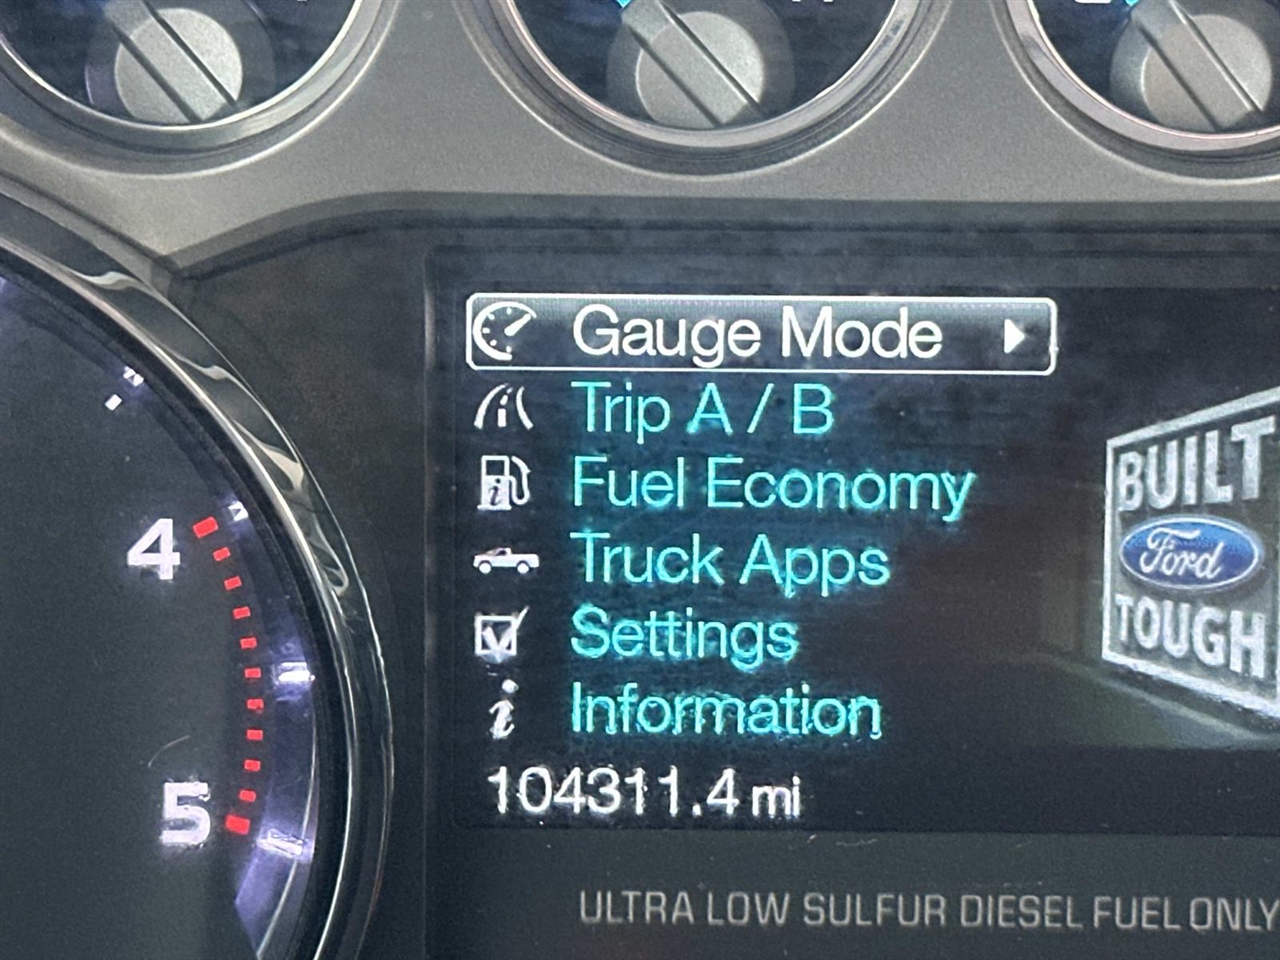 Gauge Mode
Trip A / B
Fuel Economy
Truck Apps
Settings
Information
104311.4 mi
BUILT
Ford
TOUGH
4
5
ULTRA LOW SULFUR DIESEL FUEL ONLY